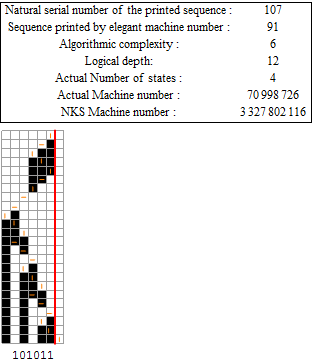 Natural serial number of the printed sequence : 107
Sequence printed by elegant machine number : 91
Algorithmic complexity : 6
Logical depth: 12
Actual Number of states : 4
Actual Machine number : 70 998 726
NKS Machine number : 3 327 802 116
101011